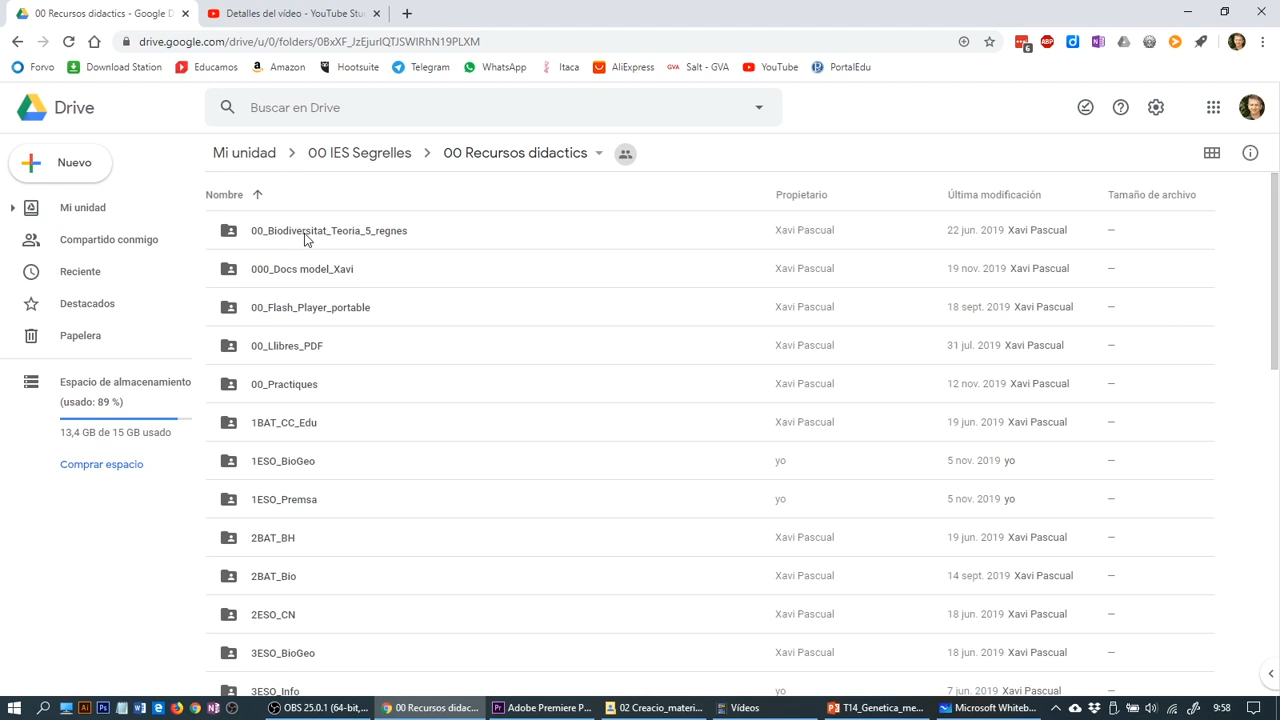 00 Recursos didactics - Google D
Detalles del vídeo - YouTube Stu
drive.google.com/drive/u/0/folders/0BxXF_JzEjurlQTJSWlRhN19PLXM
6
ABP
Forvo
Download Station
Educamos
Amazon
Hootsuite
Telegram
WhatsApp
Itaca
AliExpress
GVA Salt - GVA
YouTube
PortalEdu
Drive
Buscar en Drive
Nuevo
Mi unidad
Compartido conmigo
Reciente
Destacados
Papelera
Espacio de almacenamiento
(usado: 89 %)
13,4 GB de 15 GB usado
Comprar espacio
Mi unidad > 00 IES Segrelles > 00 Recursos didactics
Nombre Propietario Última modificación Tamaño de archivo
00_Biodiversitat_Teoria_5_regnes Xavi Pascual 22 jun. 2019 Xavi Pascual —
000_Docs model_Xavi Xavi Pascual 19 nov. 2019 Xavi Pascual —
00_Flash_Player_portable Xavi Pascual 18 sept. 2019 Xavi Pascual —
00_Llibres_PDF Xavi Pascual 31 jul. 2019 Xavi Pascual —
00_Practiques Xavi Pascual 12 nov. 2019 Xavi Pascual —
1BAT_CC_Edu Xavi Pascual 19 jun. 2019 Xavi Pascual —
1ESO_BioGeo yo 5 nov. 2019 yo —
1ESO_Premsa yo 5 nov. 2019 yo —
2BAT_BH Xavi Pascual 19 jun. 2019 Xavi Pascual —
2BAT_Bio Xavi Pascual 14 sept. 2019 Xavi Pascual —
2ESO_CN Xavi Pascual 18 jun. 2019 Xavi Pascual —
3ESO_BioGeo Xavi Pascual 18 jun. 2019 Xavi Pascual —
3ESO_Info yo 7 jun. 2019 yo —
OBS 25.0.1 (64-bit,...
00 Recursos didac...
Adobe Premiere P...
02 Creacio_materi...
Vídeos
T14_Genetica_me...
Microsoft Whiteb...
9:58